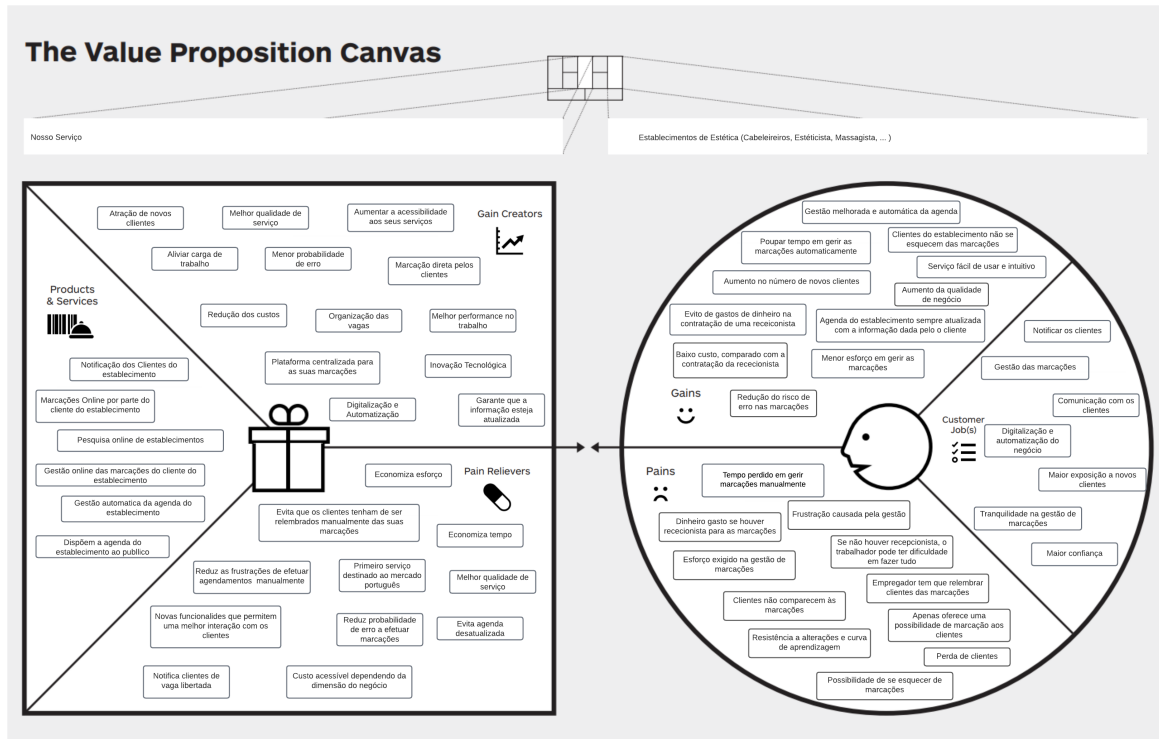 The Value Proposition Canvas
Nosso Serviço
Establecimentos de Estética (Cabeleireiros, Estéticista, Massagista, ... )
Gain Creators
Atração de novos
cllientes
Melhor qualidade de
serviço
Aumentar a acessibilidade
aos seus serviços
Aliviar carga de
trabalho
Menor probabilidade
de erro
Marcação direta pelos
clientes
Redução dos custos
Organização das
vagas
Melhor performance no
trabalho
Plataforma centralizada para
as suas marcações
Inovação Tecnológica
Digitalização e
Automatização
Garante que a
informação esteja
atualizada
Products
& Services
Notificação dos Clientes do
establecimento
Marcações Online por parte do
cliente do establecimento
Pesquisa online de establecimentos
Gestão online das marcações do cliente do
establecimento
Gestão automatica da agenda do
establecimento
Dispõem a agenda do
establecimento ao publlico
Pain Relievers
Economiza esforço
Evita que os clientes tenham de ser
relembrados manualmente das suas
marcações
Economiza tempo
Reduz as frustrações de efetuar
agendamentos manualmente
Primeiro serviço
destinado ao mercado
português
Melhor qualidade de
serviço
Novas funcionalides que permitem
uma melhor interação com os
clientes
Reduz probabilidade
de erro a efetuar
marcações
Evita agenda
desatualizada
Notifica clientes de
vaga libertada
Custo acessível dependendo da
dimensão do negócio
Gestão melhorada e automática da agenda
Poupar tempo em gerir as
marcações automaticamente
Clientes do establecimento não se
esquecem das marcações
Serviço fácil de usar e intuitivo
Aumento no número de novos clientes
Aumento da qualidade
de negócio
Evito de gastos de dinheiro na
contratação de uma receicionista
Agenda do establecimento sempre atualizada
com a informação dada pelo o cliente
Baixo custo, comparado com a
contratação da rececionista
Menor esforço em gerir as
marcações
Gains
Redução do risco de
erro nas marcações
Notificar os clientes
Gestão das marcações
Comunicação com os
clientes
Customer
Job(s)
Digitalização e
automatização do
negócio
Maior exposição a novos
clientes
Tranquilidade na gestão de
marcações
Maior confiança
Pains
Tempo perdido em gerir
marcações manualmente
Dinheiro gasto se houver
rececionista para as marcações
Frustração causada pela gestão
Esforço exigido na gestão de
marcações
Se não houver recepcionista, o
trabalhador pode ter dificuldade
em fazer tudo
Empregador tem que relembrar
clientes das marcações
Clientes não comparecem às
marcações
Apenas oferece uma
possibilidade de marcação aos
clientes
Resistência a alterações e curva
de aprendizagem
Perda de clientes
Possibilidade de se esquecer de
marcações